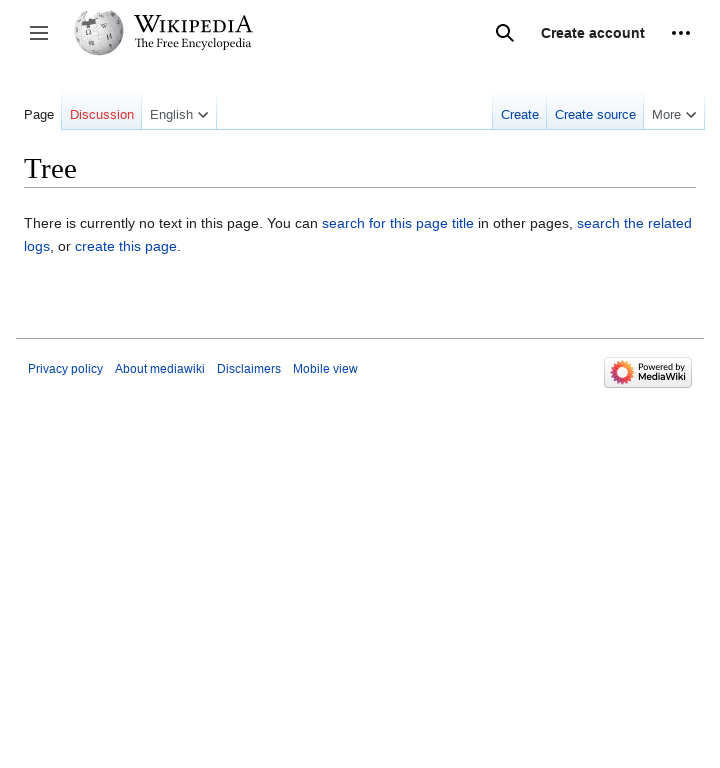 WIKIPEDIA
The Free Encyclopedia
Create account
Page Discussion English Create Create source More
Tree
There is currently no text in this page. You can search for this page title in other pages, search the related
logs, or create this page.
Privacy policy About mediawiki Disclaimers Mobile view
Powered by
MediaWiki